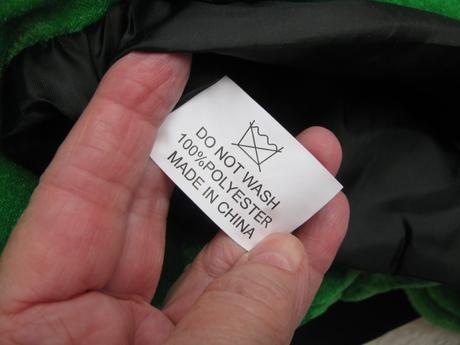 DO NOT WASH
100%POLYESTER
MADE IN CHINA